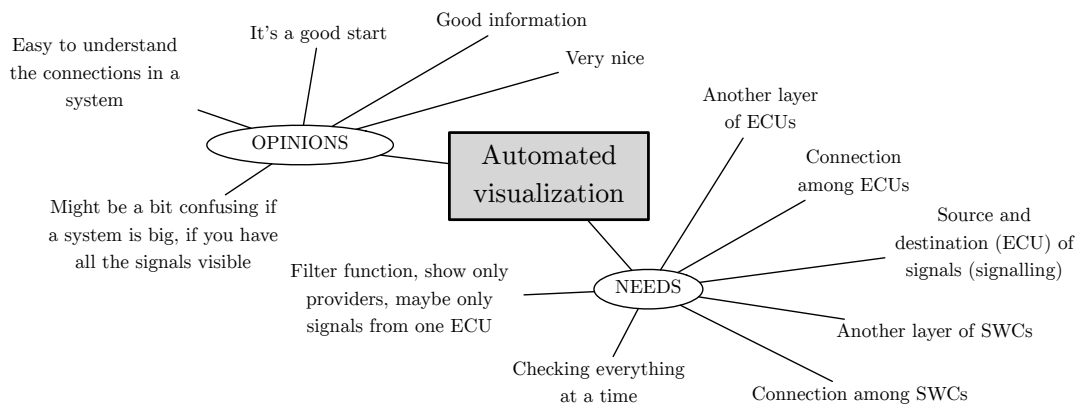 Easy to understand
the connections in a
system
It's a good start
Good information
Very nice
OPINIONS
Might be a bit confusing if
a system is big, if you have
all the signals visible
Automated
visualization
Another layer
of ECUs
Connection
among ECUs
Source and
destination (ECU) of
signals (signalling)
NEEDS
Filter function, show only
providers, maybe only
signals from one ECU
Another layer of SWCs
Checking everything
at a time
Connection among SWCs